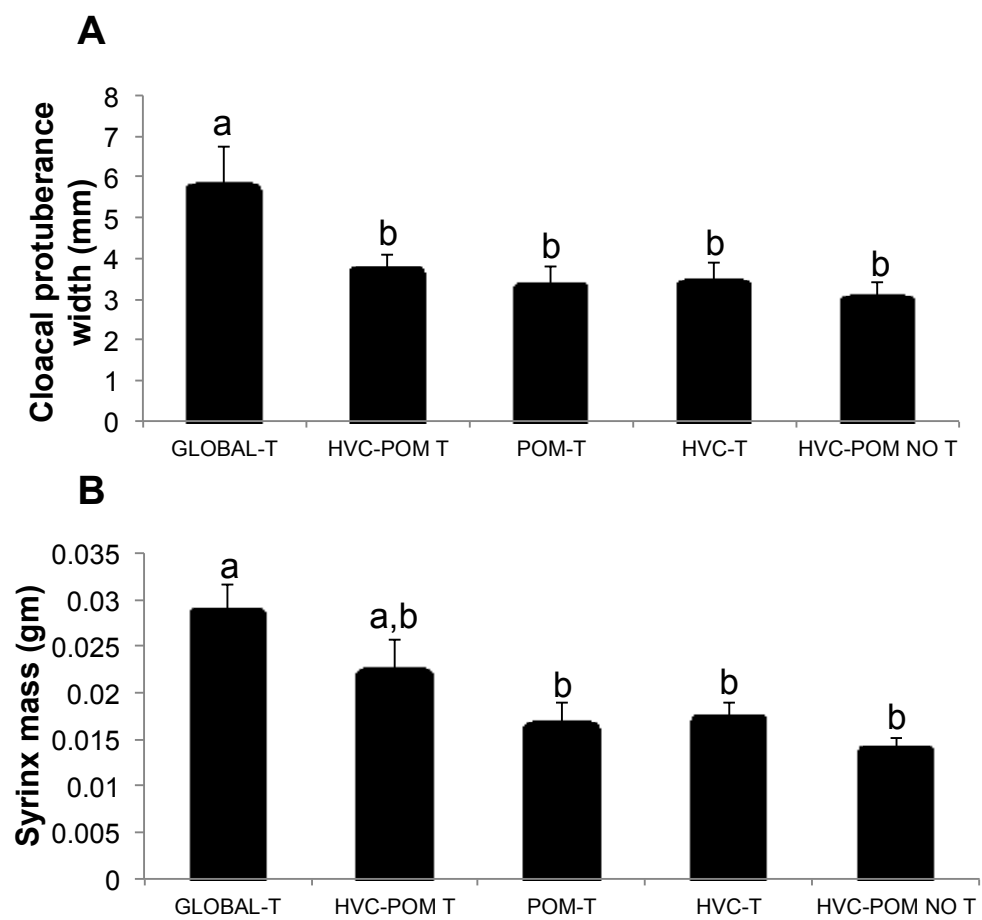 A
Cloacal protuberance
width (mm)
8
7
6
5
4
3
2
1
0
a
b
b
b
b
GLOBAL-T
HVC-POM T
POM-T
HVC-T
HVC-POM NO T
B
Syrinx mass (gm)
0.035
0.03
0.025
0.02
0.015
0.01
0.005
0
a
a,b
b
b
b
GLOBAL-T
HVC-POM T
POM-T
HVC-T
HVC-POM NO T